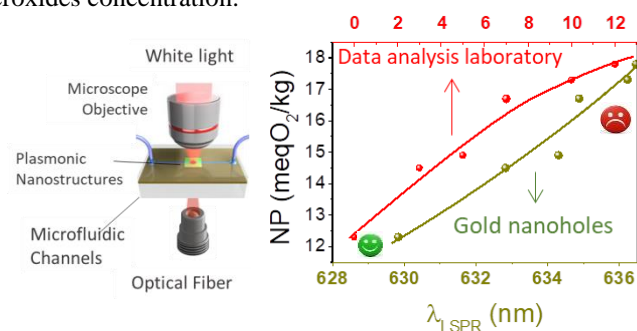 eroxides concentration.
White light
Microscope
Objective
Plasmonic
Nanostructures
Microfluidic
Channels
Optical Fiber
0 2 4 6 8 10 12
Data analysis laboratory
18
17
16
15
14
13
12
NP (meqO₂/kg)
Gold nanoholes
628 630 632 634 636
λLSPR (nm)